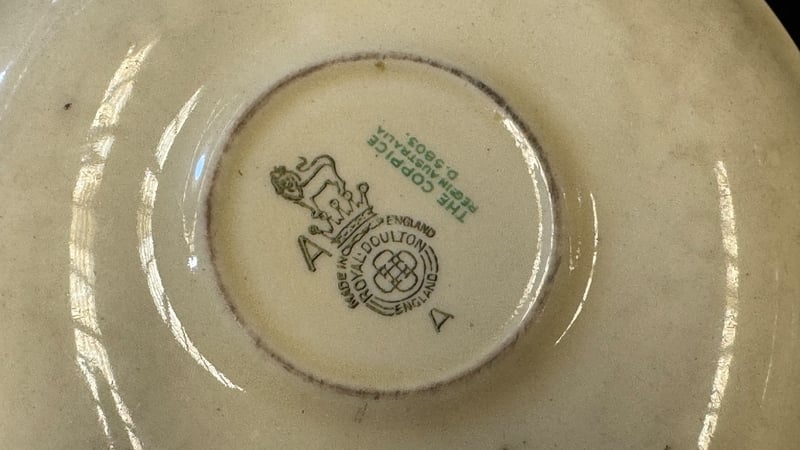 THE COPPICE
REGD IN AUSTRALIA
D.5803.
A
MADE IN ENGLAND
ROYAL·DOULTON
ENGLAND
A